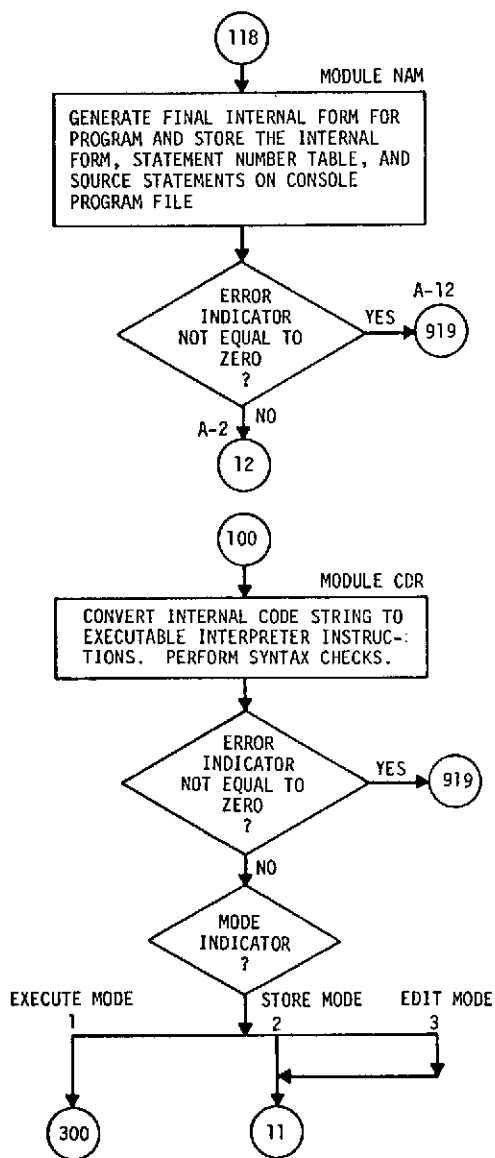 118
MODULE NAM
GENERATE FINAL INTERNAL FORM FOR
PROGRAM AND STORE THE INTERNAL
FORM, STATEMENT NUMBER TABLE, AND
SOURCE STATEMENTS ON CONSOLE
PROGRAM FILE
ERROR
INDICATOR
NOT EQUAL TO
ZERO
?
YES
A-12
919
NO
A-2
12
100
MODULE CDR
CONVERT INTERNAL CODE STRING TO
EXECUTABLE INTERPRETER INSTRUC-
TIONS. PERFORM SYNTAX CHECKS.
ERROR
INDICATOR
NOT EQUAL TO
ZERO
?
YES
919
NO
MODE
INDICATOR
?
EXECUTE MODE
1
STORE MODE
2
EDIT MODE
3
300
11